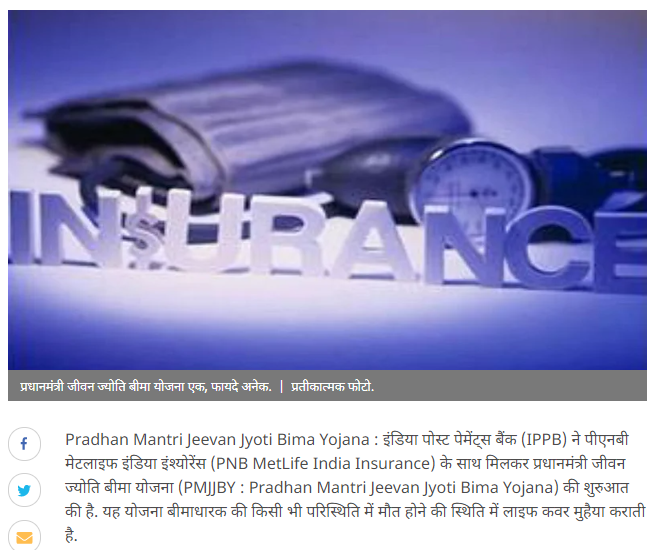 IN$URANCE
प्रधानमंत्री जीवन ज्योति बीमा योजना एक, फायदे अनेक. | प्रतीकात्मक फोटो.
Pradhan Mantri Jeevan Jyoti Bima Yojana : इंडिया पोस्ट पेमेंट्स बैंक (IPPB) ने पीएनबी
मेटलाइफ इंडिया इंश्योरेंस (PNB MetLife India Insurance) के साथ मिलकर प्रधानमंत्री जीवन
ज्योति बीमा योजना (PMJJBY : Pradhan Mantri Jeevan Jyoti Bima Yojana) की शुरुआत
की है. यह योजना बीमाधारक की किसी भी परिस्थिति में मौत होने की स्थिति में लाइफ कवर मुहैया कराती
है.